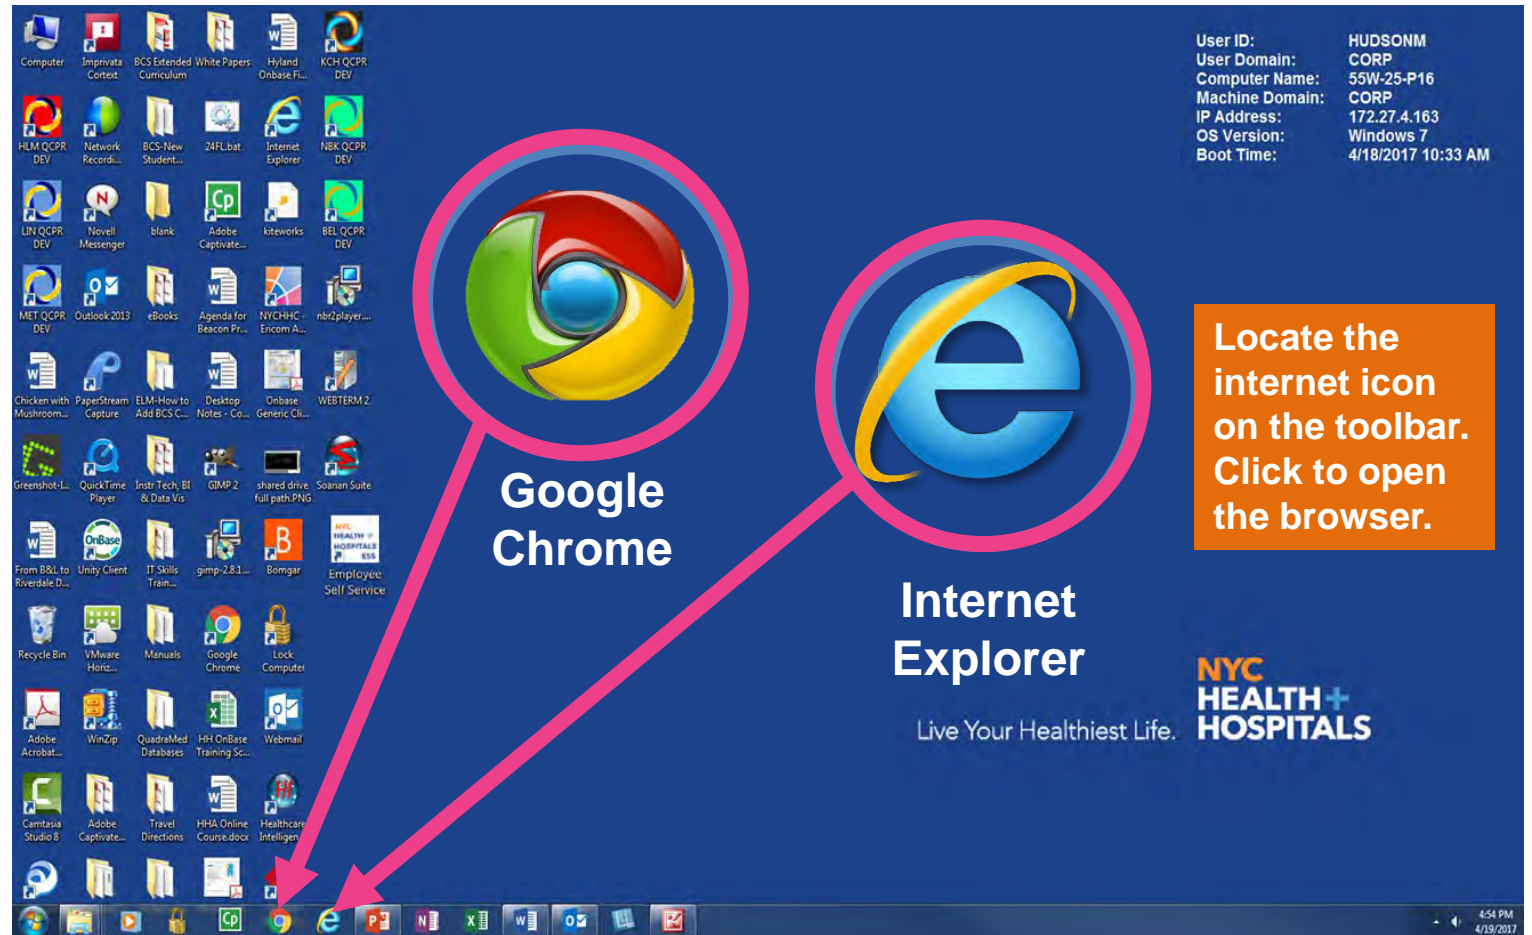 Computer
Imprivata
Cortext
BCS Extended
Curriculum
White Papers
Hyland
Onbase Fi...
KCH QCPR
DEV
HLM QCPR
DEV
Network
Recordi...
BCS-New
Student...
24FL.bat
Internet
Explorer
NBK QCPR
DEV
LIN QCPR
DEV
Novell
Messenger
blank
Adobe
Captivate...
kiteworks
BEL QCPR
DEV
MET QCPR
DEV
Outlook 2013
eBooks
Agenda for
Beacon Pr...
NYCHHC -
Ericom A...
nbr2player....
Chicken with
Mushroom...
PaperStream
Capture
ELM-How to
Add BCS C...
Desktop
Notes - Co...
Onbase
Generic Cli...
WEBTERM 2
Greenshot-I...
QuickTime
Player
Instr Tech, BI
& Data Vis
GIMP 2
shared drive
full path.PNG
Soarian Suite
From B&L to
Riverdale D...
OnBase
Unity Client
IT Skills
Train...
gimp-2.8.1...
B
Bomgar
NYC
HEALTH +
HOSPITALS
ESS
Employee
Self Service
Recycle Bin
VMware
Horiz...
Manuals
Google
Chrome
Lock
Computer
Adobe
Acrobat...
WinZip
QuadraMed
Databases
HH OnBase
Training Sc...
Webmail
Camtasia
Studio 8
Adobe
Captivate...
Travel
Directions
HHA Online
Course.docx
Healthcare
Intelligen
User ID: HUDSONM
User Domain: CORP
Computer Name: 55W-25-P16
Machine Domain: CORP
IP Address: 172.27.4.163
OS Version: Windows 7
Boot Time: 4/18/2017 10:33 AM
Google
Chrome
Internet
Explorer
Locate the
internet icon
on the toolbar.
Click to open
the browser.
Live Your Healthiest Life.
NYC
HEALTH+
HOSPITALS
4:54 PM
4/19/2017